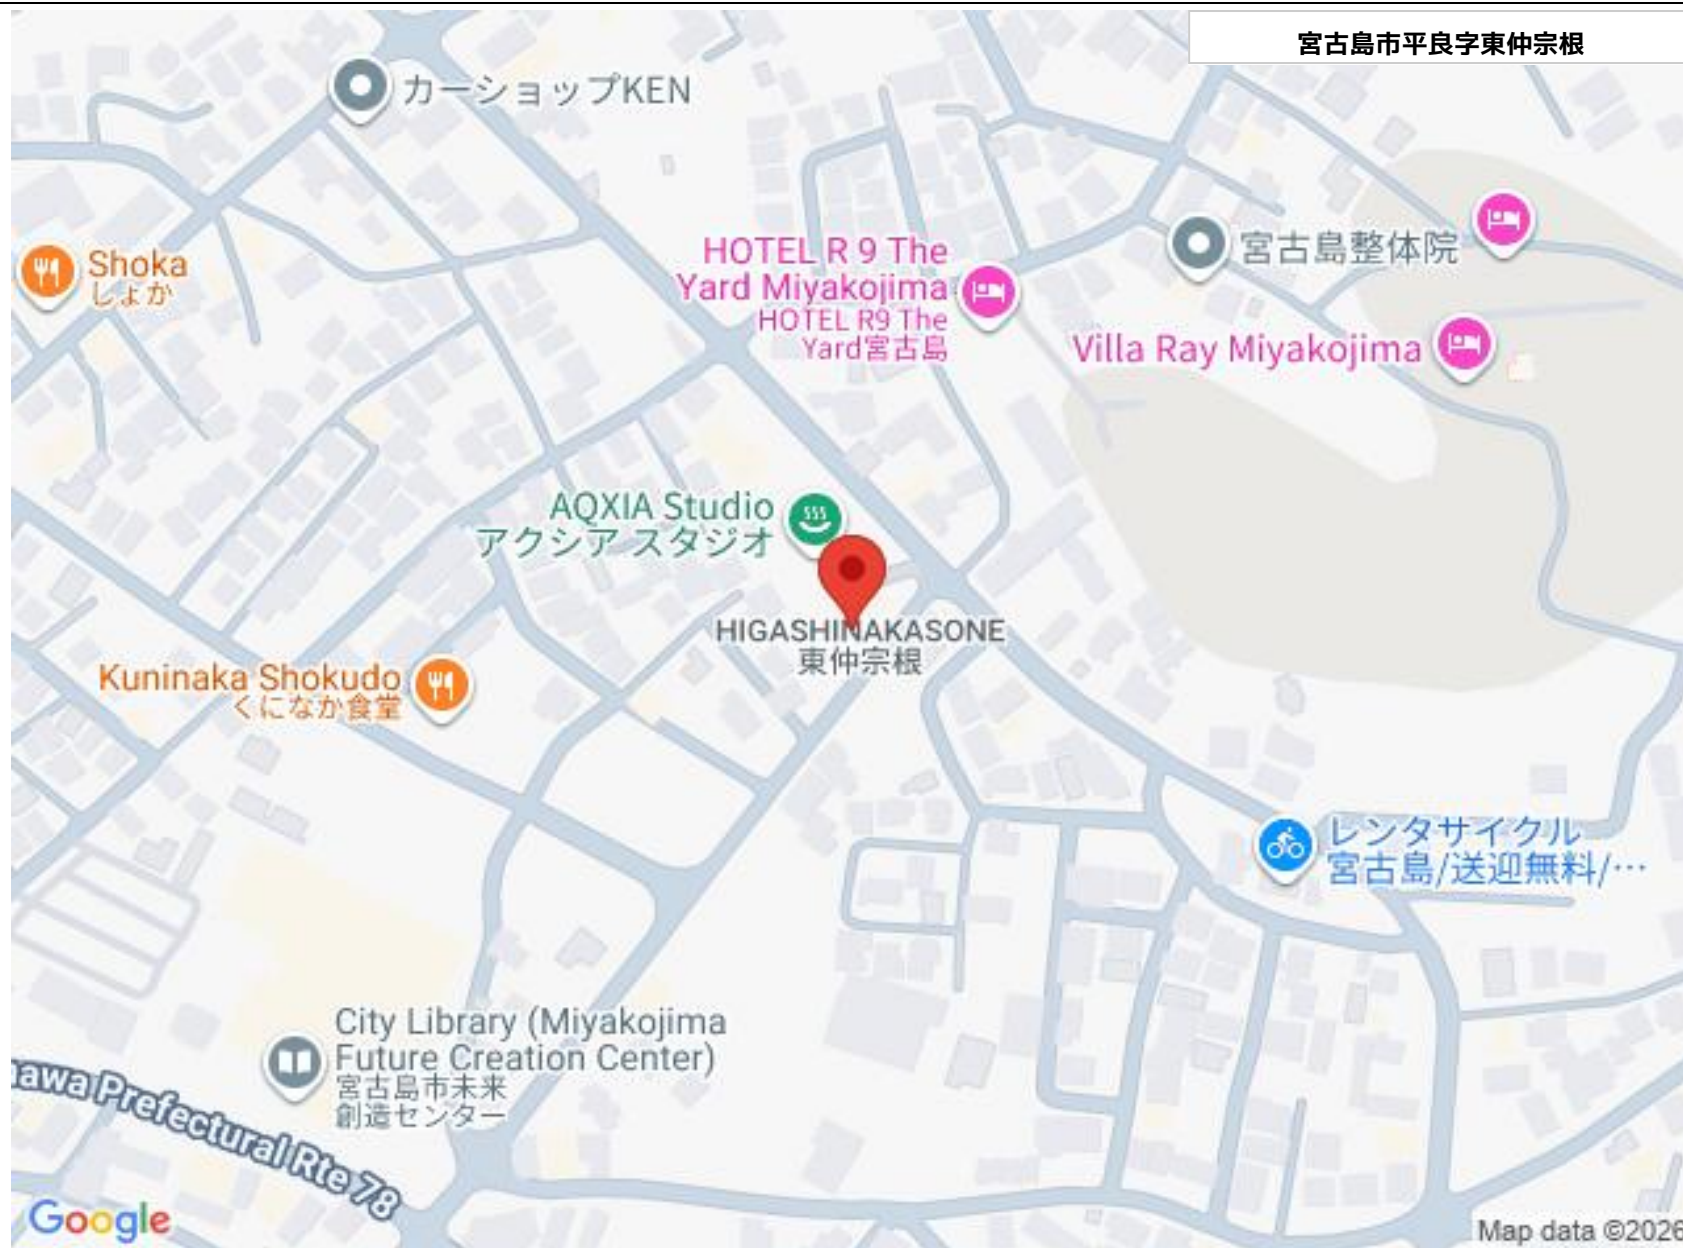 宮古島市平良字東仲宗根
カーショップKEN
Shoka
しょか
HOTEL R 9 The
Yard Miyakojima
HOTEL R9 The
Yard宮古島
宮古島整体院
Villa Ray Miyakojima
AQXIA Studio
アクシア スタジオ
HIGASHINAKASONE
東仲宗根
Kuninaka Shokudo
くになか食堂
レンタサイクル
宮古島/送迎無料/…
City Library (Miyakojima
Future Creation Center)
宮古島市未来
創造センター
awa Prefectural Rte 78
Google
Map data ©2026